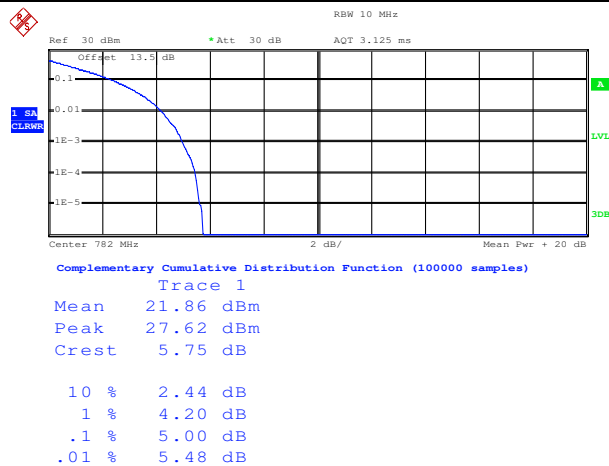 R S
RBW 10 MHz
Ref 30 dBm *Att 30 dB AQT 3.125 ms
Offset 13.5 dB
0.1
A
0.01
1 SA
CLRWR
1E-3
LVL
1E-4
1E-5
3DB
Center 782 MHz 2 dB/ Mean Pwr + 20 dB
Complementary Cumulative Distribution Function (100000 samples)
Trace 1
Mean 21.86 dBm
Peak 27.62 dBm
Crest 5.75 dB
10 % 2.44 dB
1 % 4.20 dB
.1 % 5.00 dB
.01 % 5.48 dB